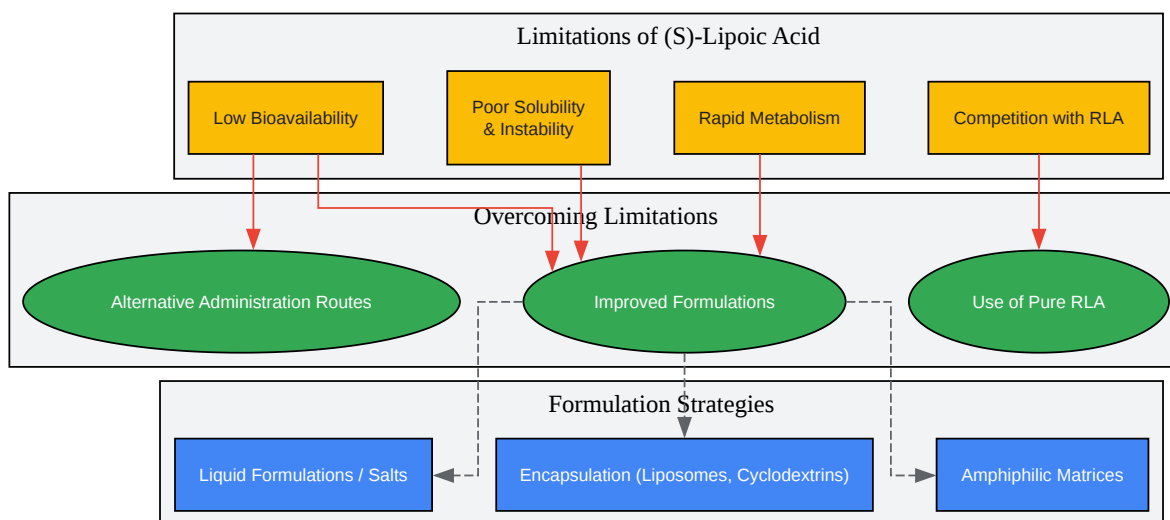 Limitations of (S)-Lipoic Acid
Low Bioavailability
Poor Solubility
& Instability
Rapid Metabolism
Competition with RLA
Overcoming Limitations
Alternative Administration Routes
Improved Formulations
Use of Pure RLA
Formulation Strategies
Liquid Formulations / Salts
Encapsulation (Liposomes, Cyclodextrins)
Amphiphilic Matrices